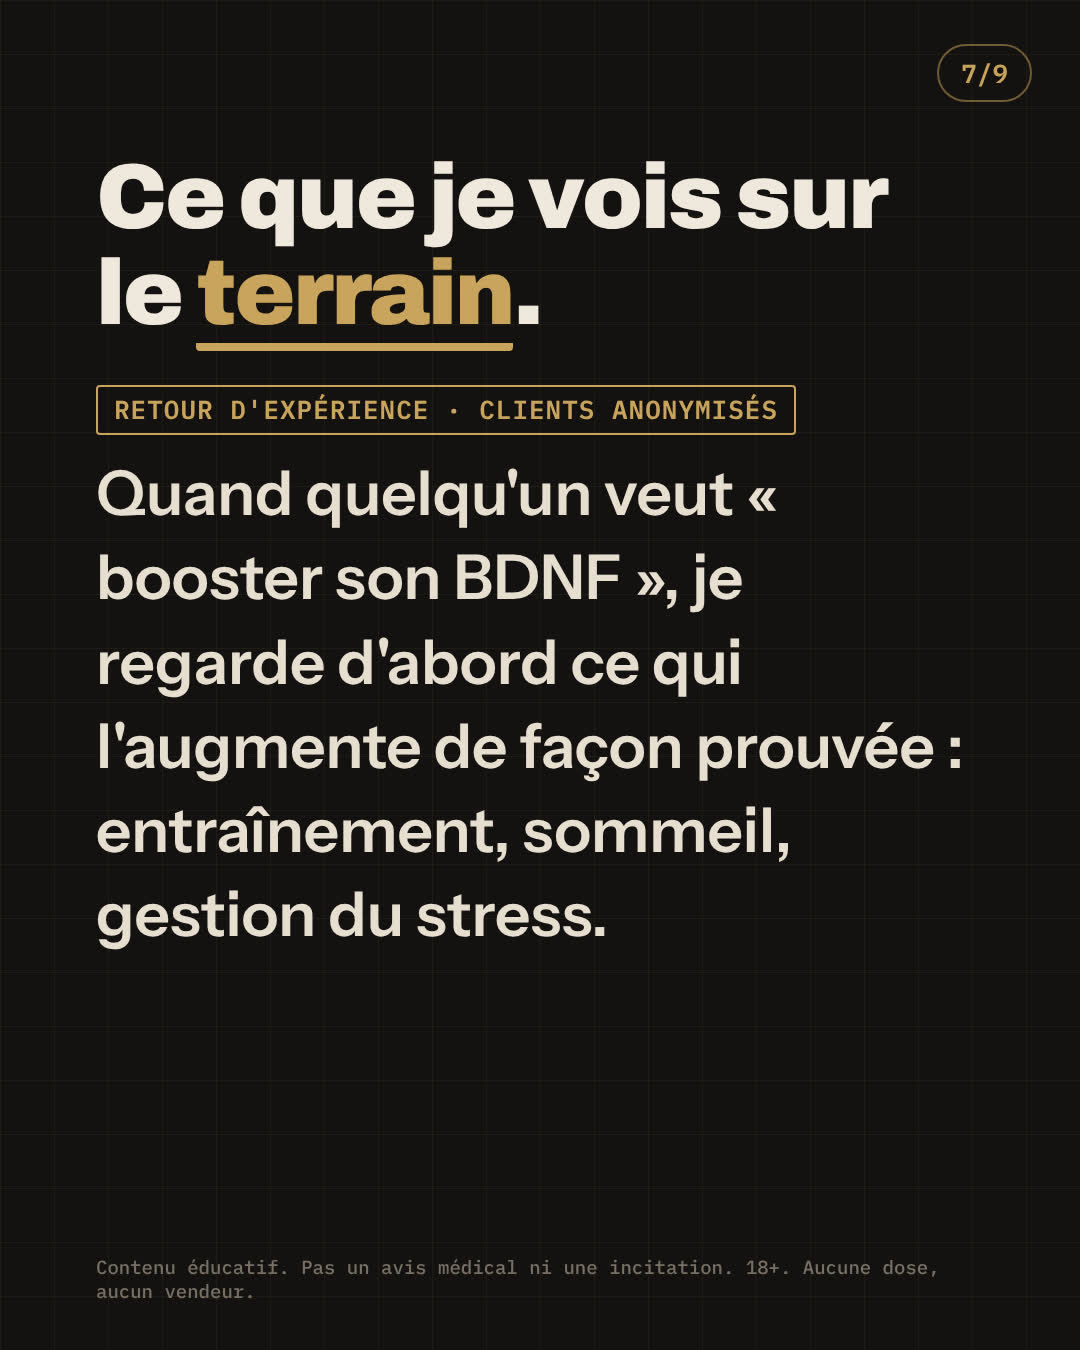 7/9
Ce que je vois sur
le terrain.
RETOUR D'EXPÉRIENCE · CLIENTS ANONYMISÉS
Quand quelqu'un veut «
booster son BDNF », je
regarde d'abord ce qui
l'augmente de façon prouvée :
entraînement, sommeil,
gestion du stress.
Contenu éducatif. Pas un avis médical ni une incitation. 18+. Aucune dose,
aucun vendeur.